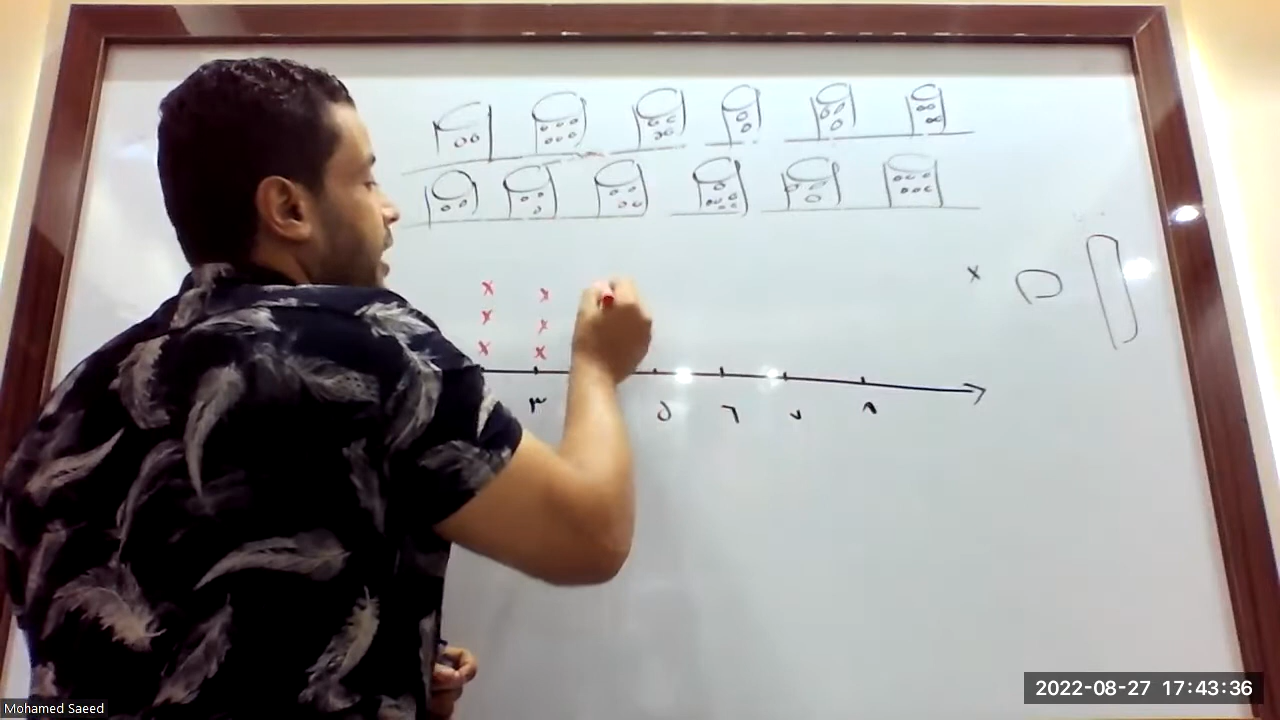 x x x
x x
x x
٣ ٥ ٦ ٧ ٨
Mohamed Saeed
2022-08-27 17:43:36